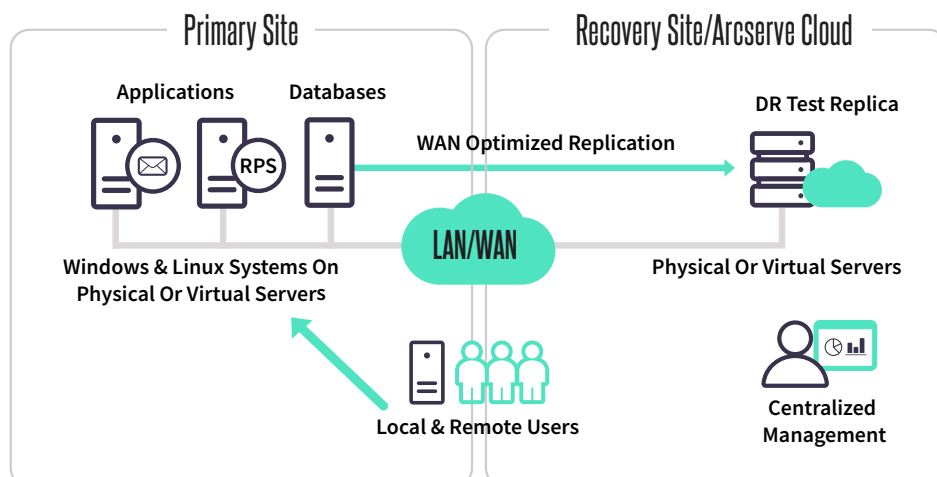 Primary Site
Recovery Site/Arcserve Cloud
Applications
Databases
DR Test Replica
WAN Optimized Replication
RPS
LAN/WAN
Windows & Linux Systems On
Physical Or Virtual Servers
Physical Or Virtual Servers
Local & Remote Users
Centralized
Management